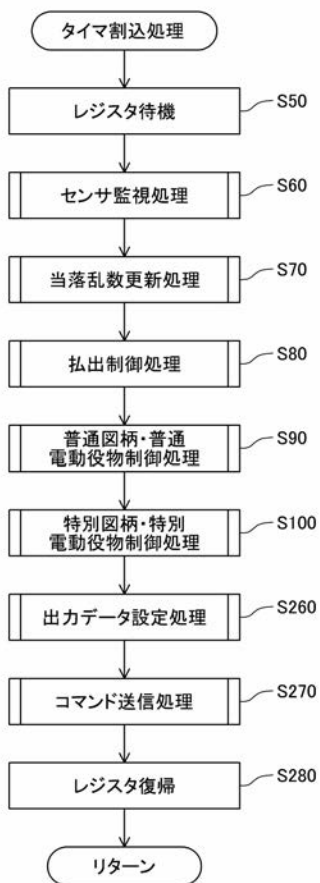 タイマ割込処理
レジスタ待機
S50
センサ監視処理
S60
当落乱数更新処理
S70
払出制御処理
S80
普通図柄・普通
電動役物制御処理
S90
特別図柄・特別
電動役物制御処理
S100
出力データ設定処理
S260
コマンド送信処理
S270
レジスタ復帰
S280
リターン